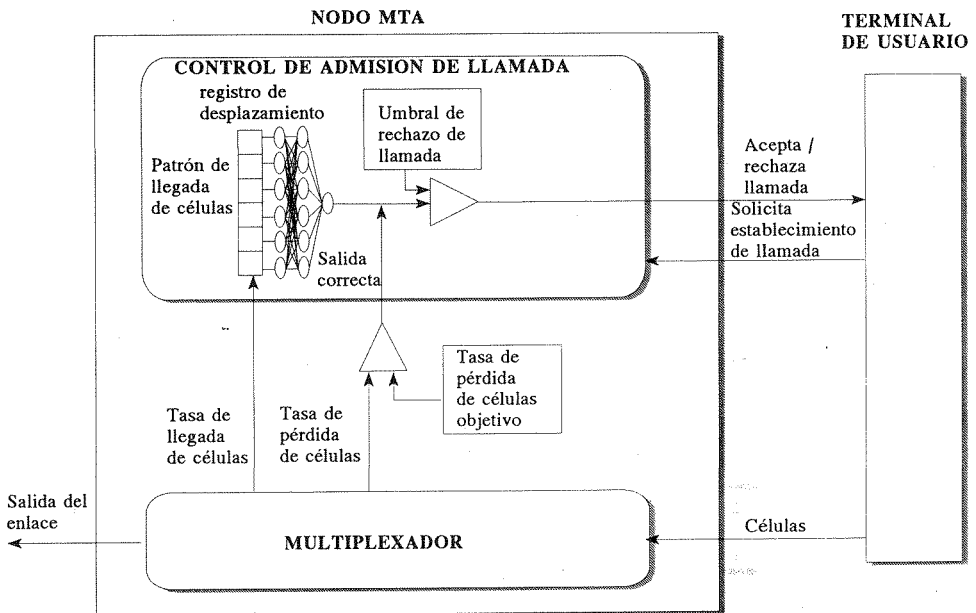 NODO MTA
TERMINAL
DE USUARIO
CONTROL DE ADMISION DE LLAMADA
registro de
desplazamiento
Umbral de
rechazo de
llamada
Patrón de
llegada
de células
Acepta /
rechaza
llamada
Solicita
establecimiento
de llamada
Salida
correcta
Tasa de
pérdida
de células
objetivo
Tasa de
llegada
de células
Tasa de
pérdida
de células
Salida del
enlace
MULTIPLEXADOR
Células